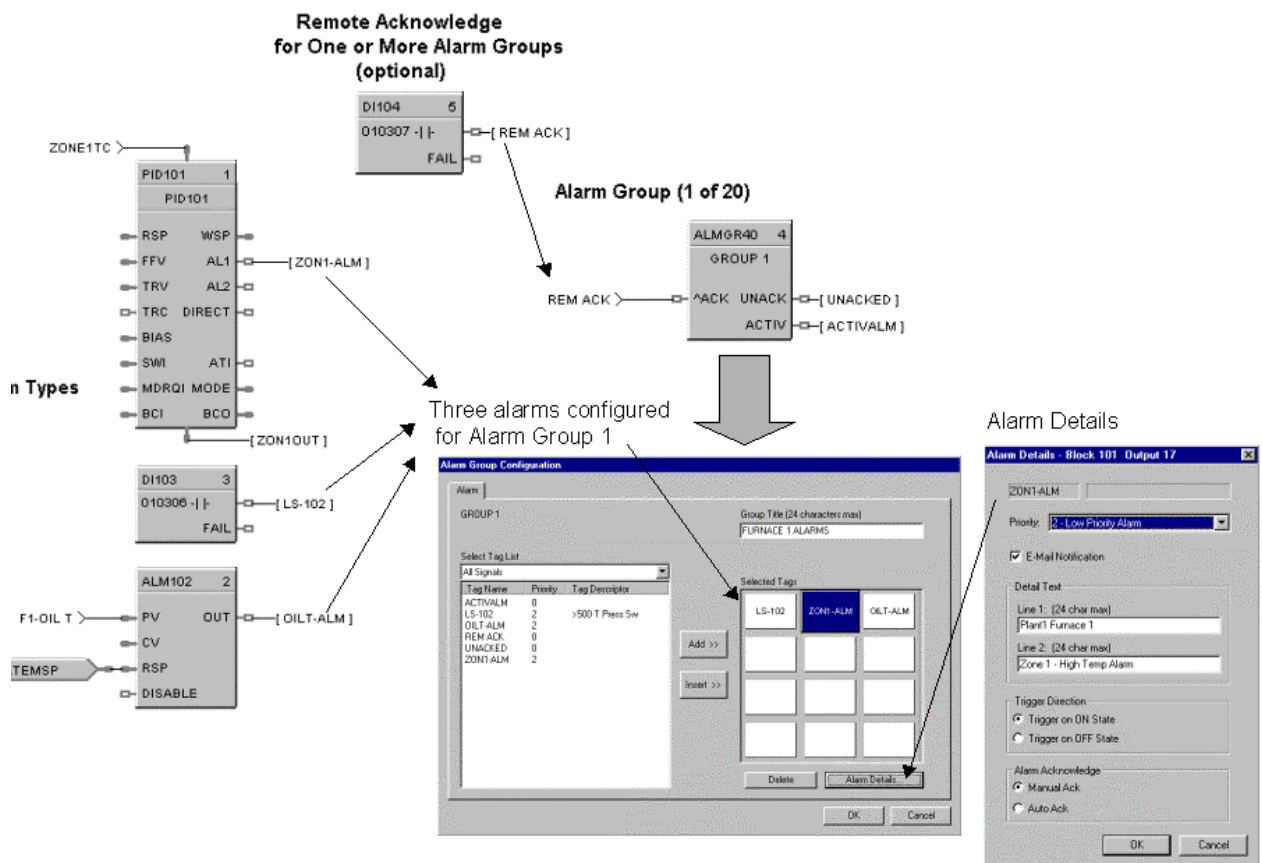 Remote Acknowledge
for One or More Alarm Groups
(optional)
DI104 5
010307 -| |-
FAIL
[ REM ACK ]
ZONE1TC
PID101 1
PID101
RSP WSP
FFV AL1
TRV AL2
TRC DIRECT
BIAS
SWI ATI
MDRQI MODE
BCI BCO
[ ZON1-ALM ]
[ ZON1OUT ]
Alarm Group (1 of 20)
ALMGR40 4
GROUP 1
REM ACK
^ACK UNACK
ACTIV
[ UNACKED ]
[ ACTIVALM ]
n Types
DI103 3
010306 -| |-
FAIL
[ LS-102 ]
ALM102 2
F1-OIL T
PV OUT
CV
TEMSP
RSP
DISABLE
[ OILT-ALM ]
Three alarms configured
for Alarm Group 1
Alarm Group Configuration
Alarm
GROUP 1
Group Title (24 characters max)
FURNACE 1 ALARMS
Select Tag List
All Signals
Tag Name Priority Tag Descriptor
ACTIVALM 0
LS-102 2 >500 T Press Sw
OILT-ALM 2
REM ACK 0
UNACKED 0
ZON1-ALM 2
Add >>
Insert >>
Selected Tags
LS-102 ZON1-ALM OILT-ALM
Delete
Alarm Details...
OK Cancel
Alarm Details
Alarm Details - Block 101 Output 17
ZON1-ALM
Priority: 2 - Low Priority Alarm
E-Mail Notification
Detail Text
Line 1: (24 char max)
Plant1 Furnace 1
Line 2: (24 char max)
Zone 1 - High Temp Alarm
Trigger Direction
Trigger on ON State
Trigger on OFF State
Alarm Acknowledge
Manual Ack
Auto Ack
OK Cancel